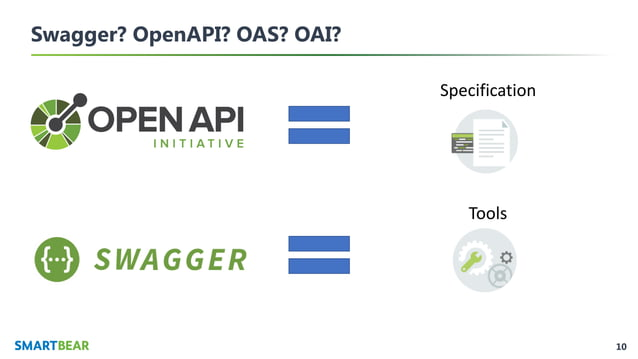 Swagger? OpenAPI? OAS? OAI?
Specification
OPEN API
INITIATIVE
Tools
{···} SWAGGER
SMARTBEAR
10